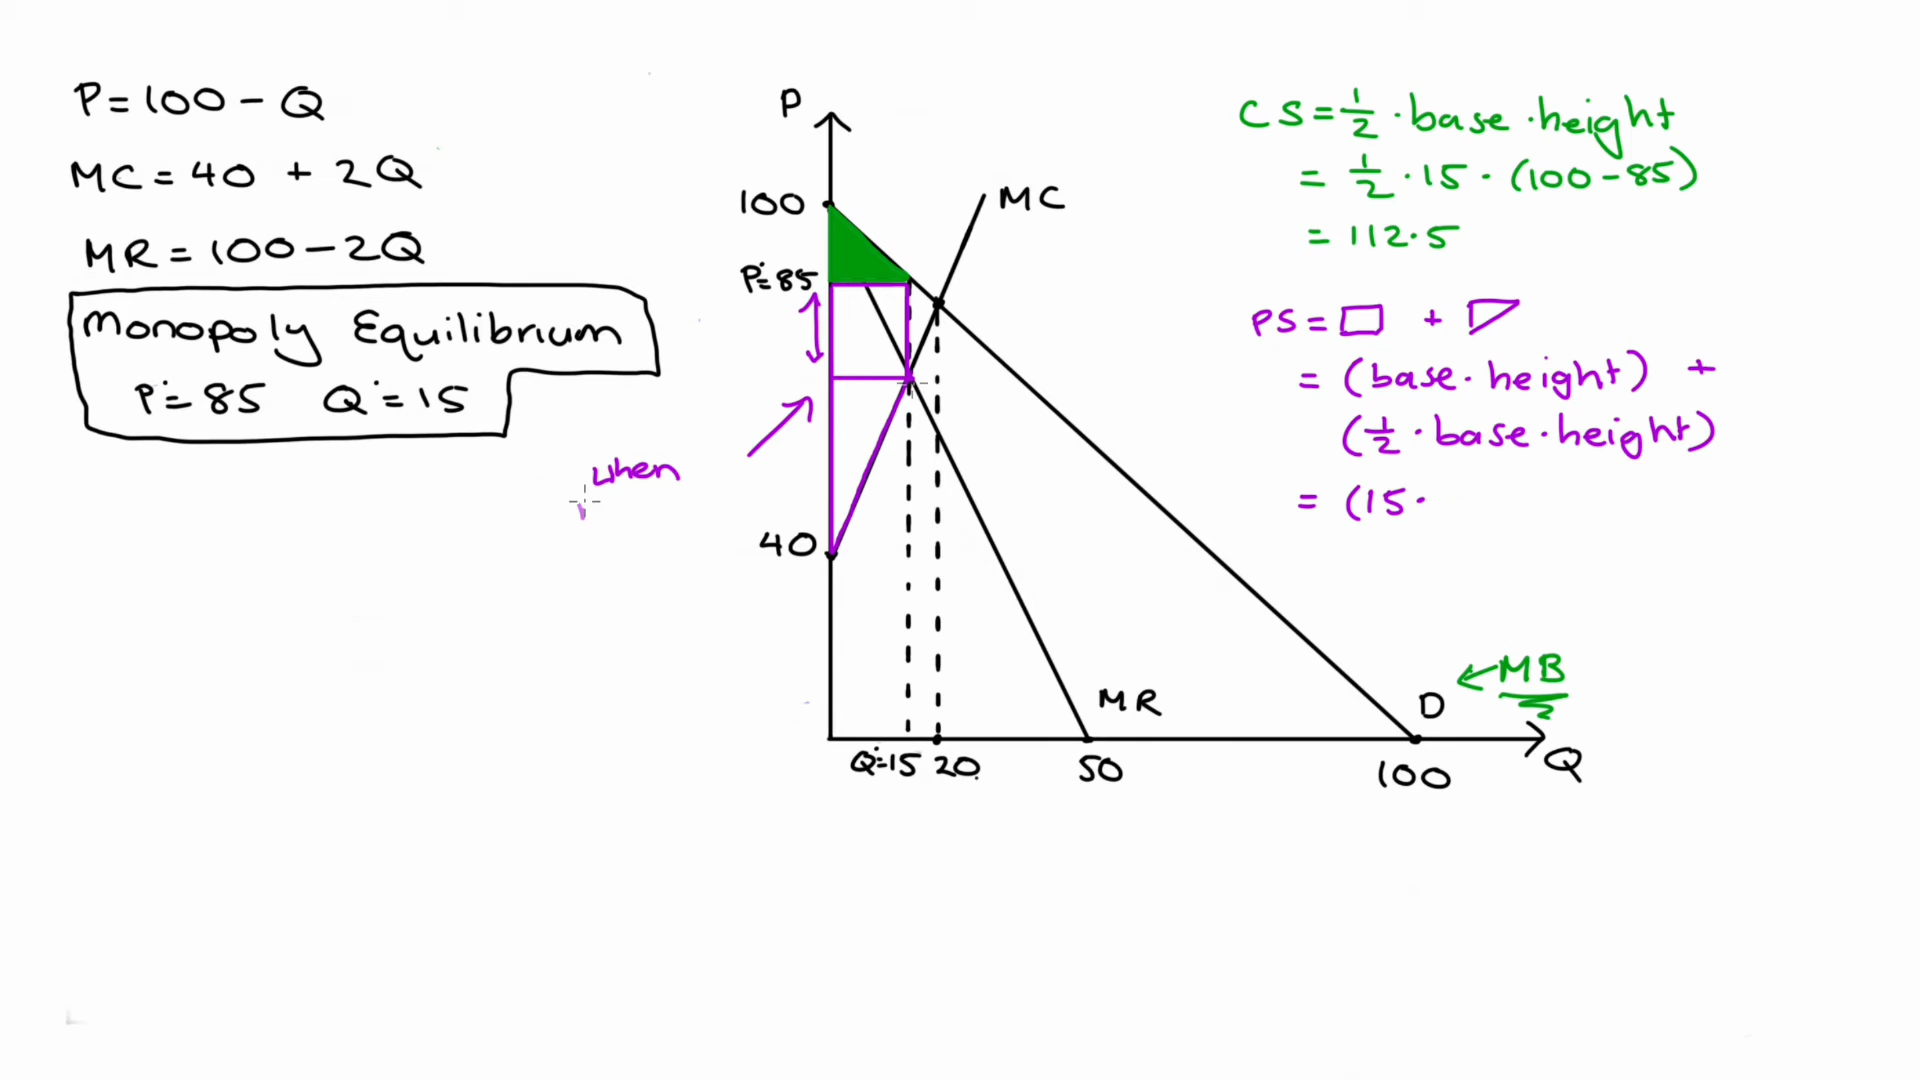 P = 100 - Q
MC = 40 + 2Q
MR = 100 - 2Q
Monopoly Equilibrium
P* = 85 Q* = 15
when
P
100
P* = 85
40
MC
MR
D
MB
Q* = 15
20
50
100
Q
CS = 1/2 · base · height
= 1/2 · 15 · (100 - 85)
= 112.5
PS = □ + ▽
= (base · height) +
(1/2 · base · height)
= (15 ·